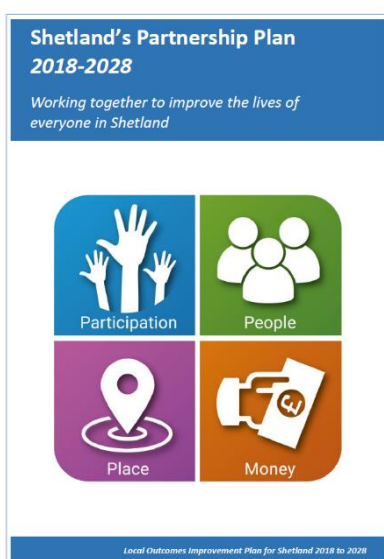 Shetland's Partnership Plan
2018-2028
Working together to improve the lives of
everyone in Shetland
Participation
People
£
Place
Money
Local Outcomes Improvement Plan for Shetland 2018 to 2028